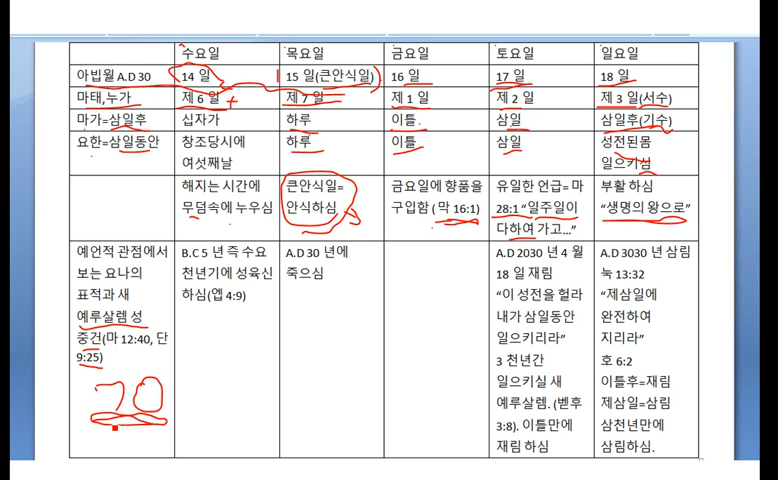 수요일 목요일 금요일 토요일 일요일
아빕월 A.D 30 14 일 15 일(큰안식일) 16 일 17 일 18 일
마태,누가 제 6 일 제 7 일 제 1 일 제 2 일 제 3 일(서수)
마가=삼일후 십자가 하루 이틀 삼일 삼일후(기수)
요한=삼일동안 창조당시에 여섯째날 하루 이틀 삼일 성전된몸 일으키심
해지는 시간에
무덤속에 누우심
큰안식일=
안식하심
금요일에 향품을
구입함( 막 16:1)
유일한 언급= 마
28:1 “일주일이
다하여 가고...”
부활 하심
“생명의 왕으로”
예언적 관점에서
보는 요나의
표적과 새
예루살렘 성
중건(마 12:40, 단
9:25)
70
B.C 5 년 즉 수요
천년기에 성육신
하심(엡 4:9)
A.D 30 년에
죽으심
A.D 2030 년 4 월
18 일 재림
“이 성전을 헐라
내가 삼일동안
일으키리라”
3 천년간
일으키실 새
예루살렘. (벧후
3:8). 이틀만에
재림 하심
A.D 3030 년 삼림
눅 13:32
“제삼일에
완전하여
지리라”
호 6:2
이틀후=재림
제삼일=삼림
삼천년만에
삼림하심.